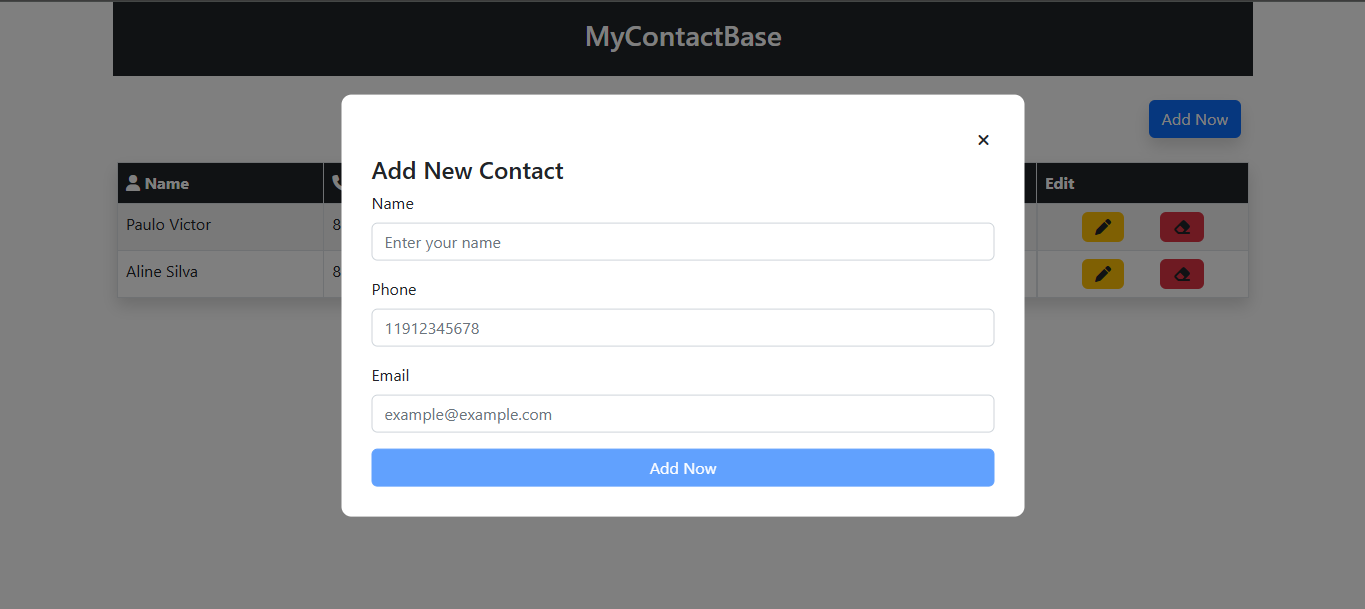 MyContactBase
Add Now
Name
Edit
Paulo Victor 8
Aline Silva 8
×
Add New Contact
Name
Enter your name
Phone
11912345678
Email
example@example.com
Add Now